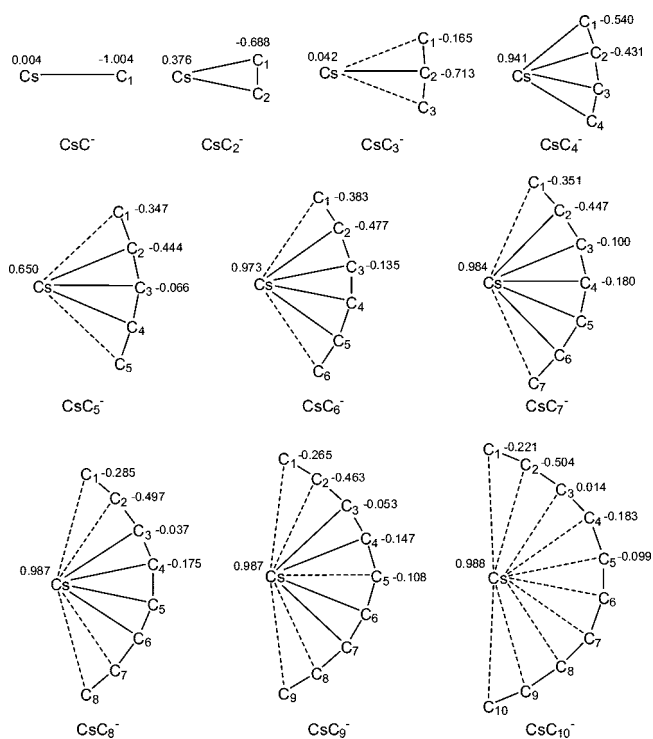 0.004 Cs -1.004 C₁
CsC⁻
0.376 Cs -0.688 C₁ C₂
CsC₂⁻
0.042 Cs C₁ -0.165 C₂ -0.713 C₃
CsC₃⁻
0.941 Cs C₁ -0.540 C₂ -0.431 C₃ C₄
CsC₄⁻
0.650 Cs C₁ -0.347 C₂ -0.444 C₃ -0.066 C₄ C₅
CsC₅⁻
0.973 Cs C₁ -0.383 C₂ -0.477 C₃ -0.135 C₄ C₅ C₆
CsC₆⁻
0.984 Cs C₁ -0.351 C₂ -0.447 C₃ -0.100 C₄ -0.180 C₅ C₆ C₇
CsC₇⁻
0.987 Cs C₁ -0.285 C₂ -0.497 C₃ -0.037 C₄ -0.175 C₅ C₆ C₇ C₈
CsC₈⁻
0.987 Cs C₁ -0.265 C₂ -0.463 C₃ -0.053 C₄ -0.147 C₅ -0.108 C₆ C₇ C₈ C₉
CsC₉⁻
0.988 Cs C₁ -0.221 C₂ -0.504 C₃ 0.014 C₄ -0.183 C₅ -0.099 C₆ C₇ C₈ C₉ C₁₀
CsC₁₀⁻